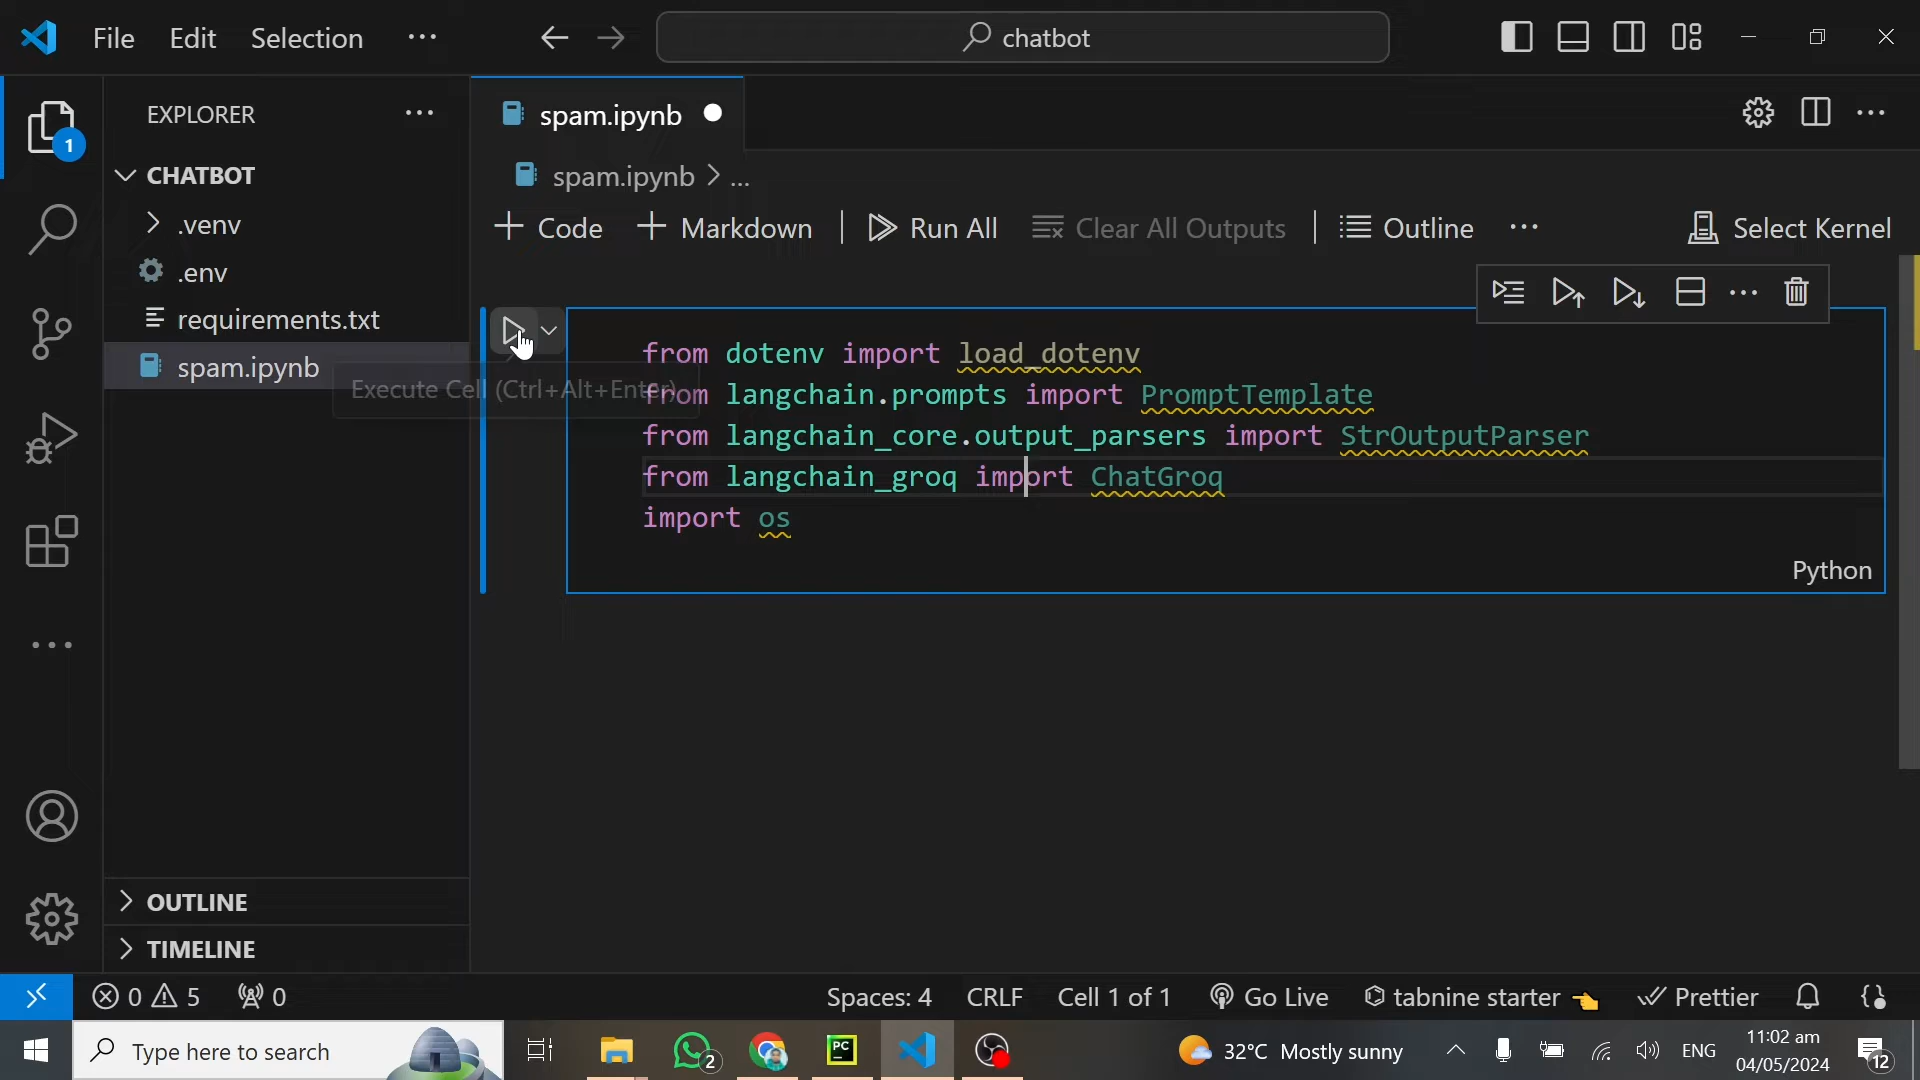 File Edit Selection ...
chatbot
EXPLORER ...
1
CHATBOT
.venv
.env
requirements.txt
spam.ipynb
OUTLINE
TIMELINE
spam.ipynb
spam.ipynb > ...
+ Code + Markdown | Run All Clear All Outputs | Outline ... Select Kernel
Execute Cell (Ctrl+Alt+Enter)
from dotenv import load_dotenv
from langchain.prompts import PromptTemplate
from langchain_core.output_parsers import StrOutputParser
from langchain_groq import ChatGroq
import os
Python
0 5 0 Spaces: 4 CRLF Cell 1 of 1 Go Live tabnine starter Prettier
Type here to search
2
PC
32°C Mostly sunny
ENG
11:02 am
04/05/2024
12